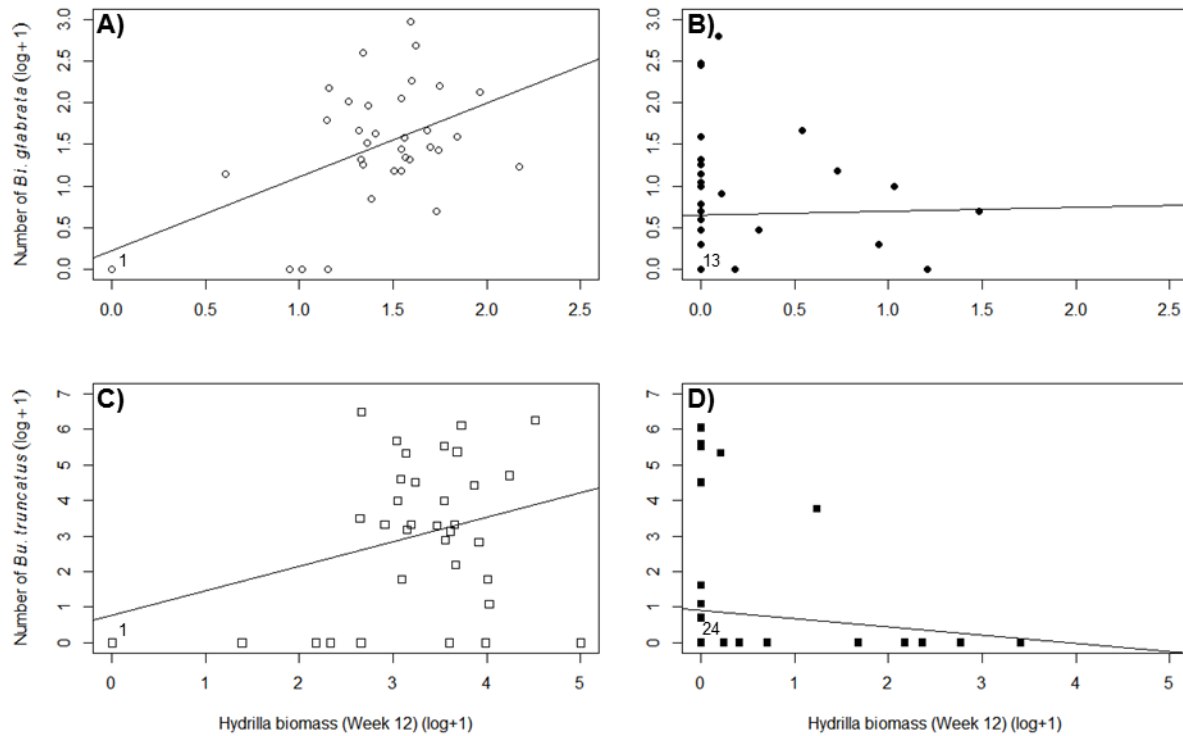 A)
B)
Number of Bi. glabrata (log+1)
3.0
2.5
2.0
1.5
1.0
0.5
0.0
1
0.0 0.5 1.0 1.5 2.0 2.5
3.0
2.5
2.0
1.5
1.0
0.5
0.0
13
0.0 0.5 1.0 1.5 2.0 2.5
C)
D)
Number of Bu. truncatus (log+1)
7
6
5
4
3
2
1
0
1
0 1 2 3 4 5
Hydrilla biomass (Week 12) (log+1)
7
6
5
4
3
2
1
0
24
0 1 2 3 4 5
Hydrilla biomass (Week 12) (log+1)